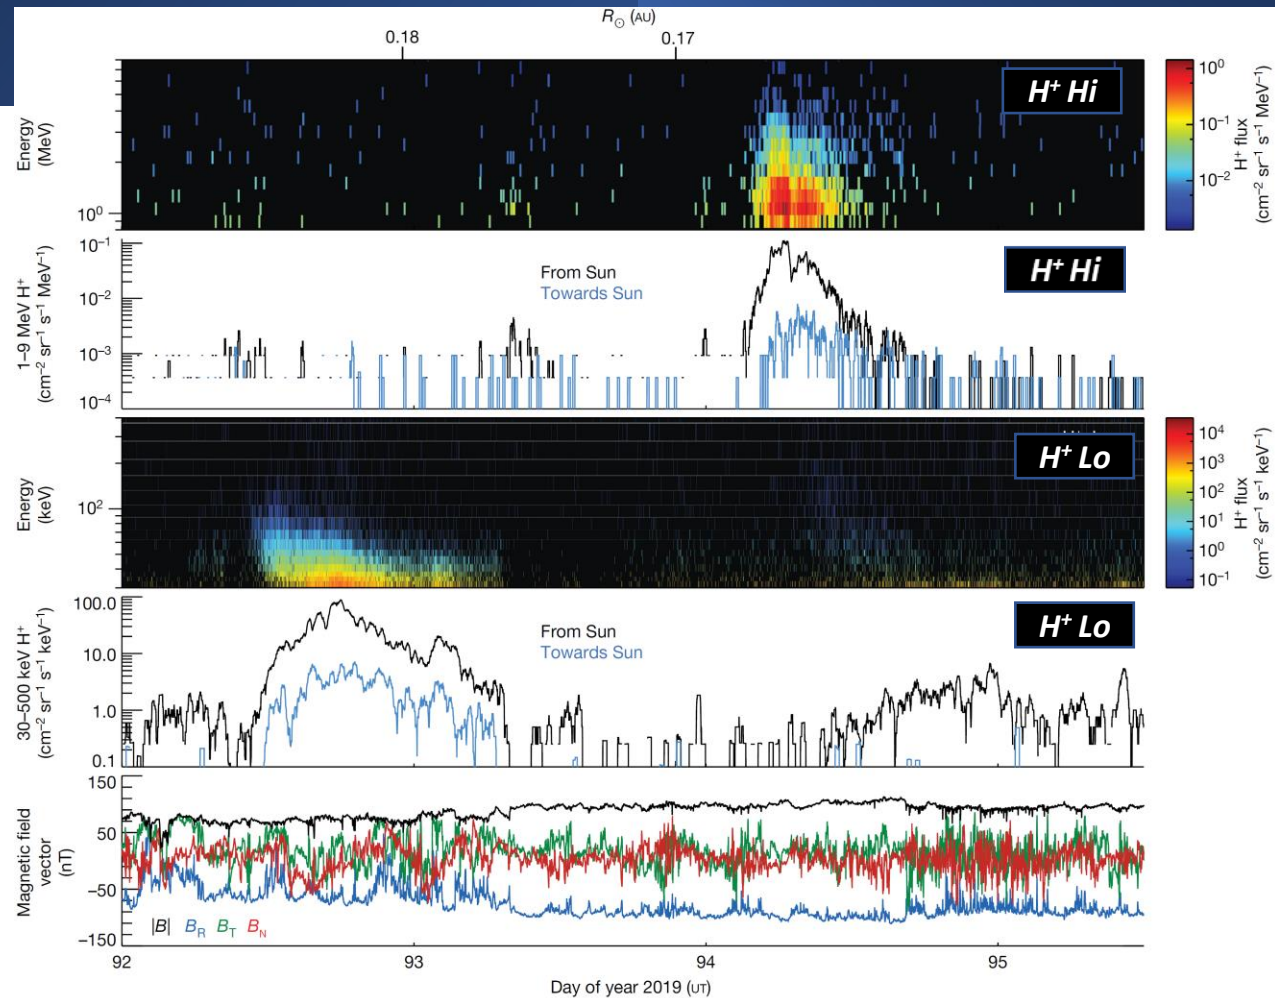 R☉ (AU)
0.18 0.17
Energy
(MeV)
10⁰
H⁺ Hi
10⁰
10⁻¹
10⁻²
H⁺ flux
(cm⁻² sr⁻¹ s⁻¹ MeV⁻¹)
1–9 MeV H⁺
(cm⁻² sr⁻¹ s⁻¹ MeV⁻¹)
10⁻¹
10⁻²
10⁻³
10⁻⁴
From Sun
Towards Sun
H⁺ Hi
Energy
(keV)
10²
H⁺ Lo
10⁴
10³
10²
10¹
10⁰
10⁻¹
H⁺ flux
(cm⁻² sr⁻¹ s⁻¹ keV⁻¹)
30–500 keV H⁺
(cm⁻² sr⁻¹ s⁻¹ keV⁻¹)
100.0
10.0
1.0
0.1
From Sun
Towards Sun
H⁺ Lo
Magnetic field
vector
(nT)
150
50
−50
−150
|B| B_R B_T B_N
92 93 94 95
Day of year 2019 (UT)